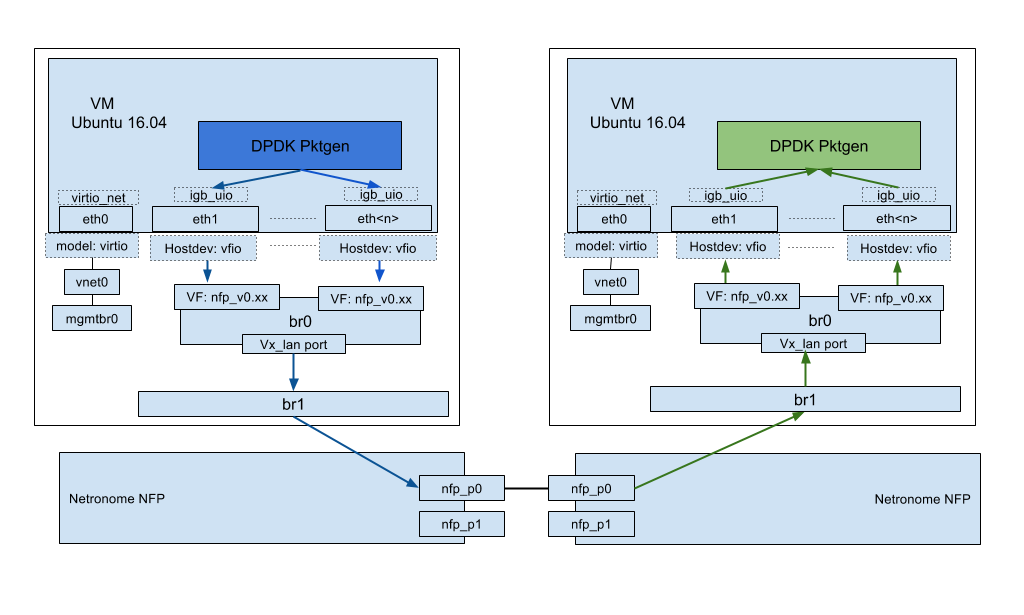 VM
Ubuntu 16.04
DPDK Pktgen
virtio_net
igb_uio
igb_uio
eth0
eth1
eth<n>
model: virtio
Hostdev: vfio
Hostdev: vfio
vnet0
mgmtbr0
VF: nfp_v0.xx
VF: nfp_v0.xx
br0
Vx_lan port
br1
Netronome NFP
nfp_p0
nfp_p1
VM
Ubuntu 16.04
DPDK Pktgen
virtio_net
igb_uio
igb_uio
eth0
eth1
eth<n>
model: virtio
Hostdev: vfio
Hostdev: vfio
vnet0
mgmtbr0
VF: nfp_v0.xx
VF: nfp_v0.xx
br0
Vx_lan port
br1
nfp_p0
nfp_p1
Netronome NFP